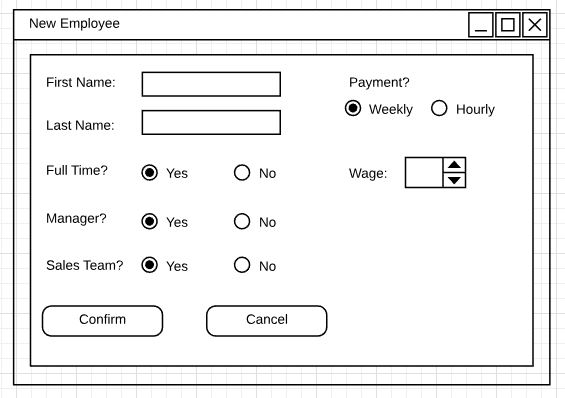 New Employee
First Name:
Last Name:
Full Time?
Yes No
Manager?
Yes No
Sales Team?
Yes No
Payment?
Weekly Hourly
Wage:
Confirm
Cancel